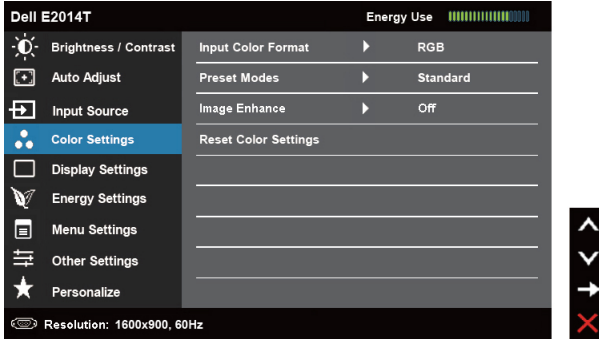 Dell E2014T Energy Use
Brightness / Contrast Input Color Format RGB
Auto Adjust Preset Modes Standard
Input Source Image Enhance Off
Color Settings Reset Color Settings
Display Settings
Energy Settings
Menu Settings
Other Settings
Personalize
Resolution: 1600x900, 60Hz